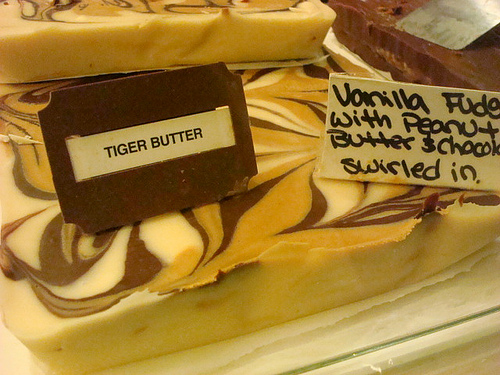 TIGER BUTTER
Vanilla Fud
with Peanut
Butter & chocol
swirled in